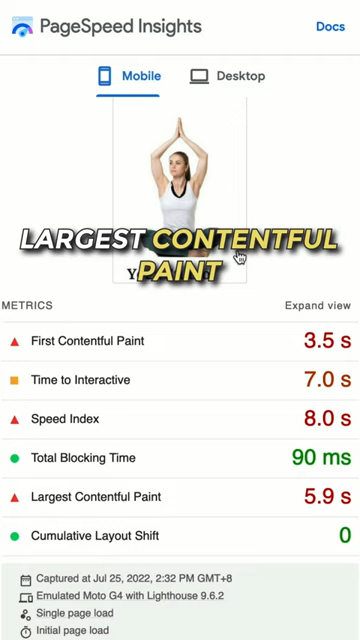 PageSpeed Insights
Docs
Mobile
Desktop
LARGEST CONTENTFUL
PAINT
METRICS
Expand view
First Contentful Paint
3.5 s
Time to Interactive
7.0 s
Speed Index
8.0 s
Total Blocking Time
90 ms
Largest Contentful Paint
5.9 s
Cumulative Layout Shift
0
Captured at Jul 25, 2022, 2:32 PM GMT+8
Emulated Moto G4 with Lighthouse 9.6.2
Single page load
Initial page load